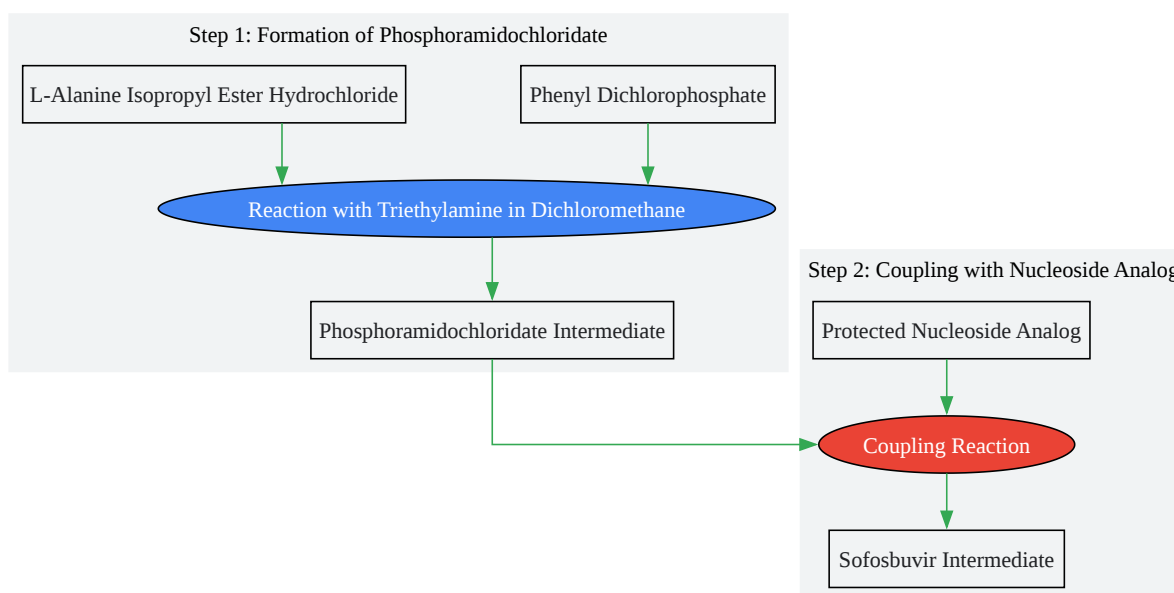 Step 1: Formation of Phosphoramidochloridate
L-Alanine Isopropyl Ester Hydrochloride
Phenyl Dichlorophosphate
Reaction with Triethylamine in Dichloromethane
Phosphoramidochloridate Intermediate
Step 2: Coupling with Nucleoside Analog
Protected Nucleoside Analog
Coupling Reaction
Sofosbuvir Intermediate